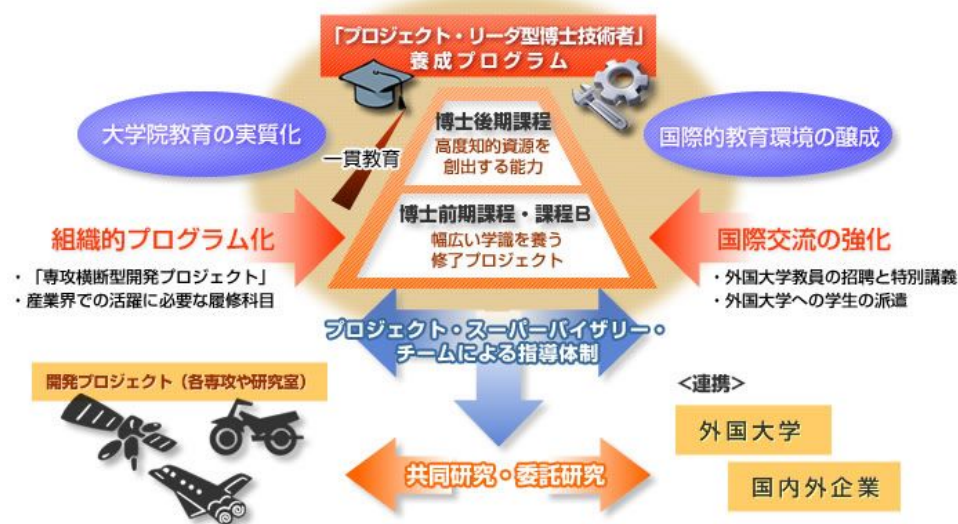 「プロジェクト・リーダ型博士技術者」
養成プログラム
大学院教育の実質化
国際的教育環境の醸成
一貫教育
博士後期課程
高度知的資源を
創出する能力
博士前期課程・課程B
幅広い学識を養う
修了プロジェクト
組織的プログラム化
・「専攻横断型開発プロジェクト」
・産業界での活躍に必要な履修科目
国際交流の強化
・外国大学教員の招聘と特別講義
・外国大学への学生の派遣
プロジェクト・スーパーバイザリー・
チームによる指導体制
開発プロジェクト（各専攻や研究室）
<連携>
外国大学
国内外企業
共同研究・委託研究